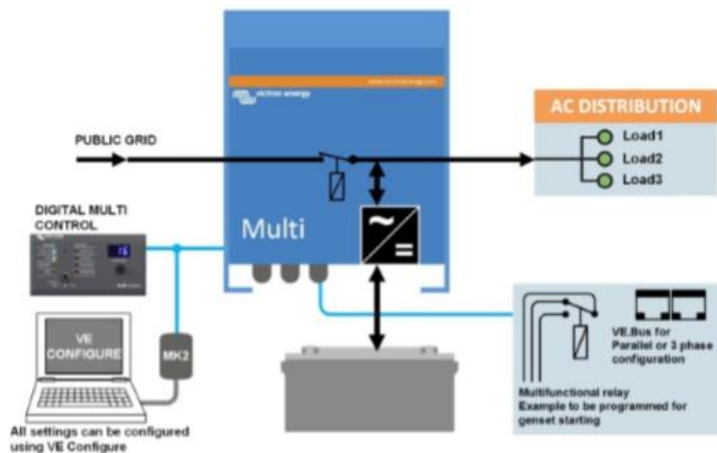 www.victronenergy.com
victron energy
AC DISTRIBUTION
Load1
Load2
Load3
PUBLIC GRID
DIGITAL MULTI
CONTROL
Multi
VE
CONFIGURE
MK2
All settings can be configured
using VE Configure
VE.Bus for
Parallel or 3 phase
configuration
Multifunctional relay
Example to be programmed for
genset starting